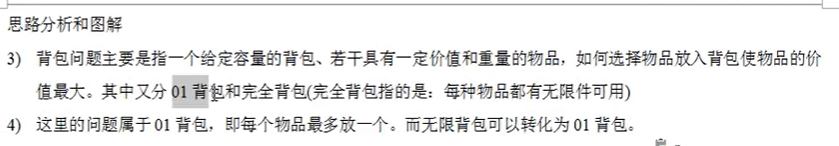 思路分析和图解
3) 背包问题主要是指一个给定容量的背包、若干具有一定价值和重量的物品，如何选择物品放入背包使物品的价
值最大。其中又分 01 背包和完全背包(完全背包指的是：每种物品都有无限件可用)
4) 这里的问题属于 01 背包，即每个物品最多放一个。而无限背包可以转化为 01 背包。